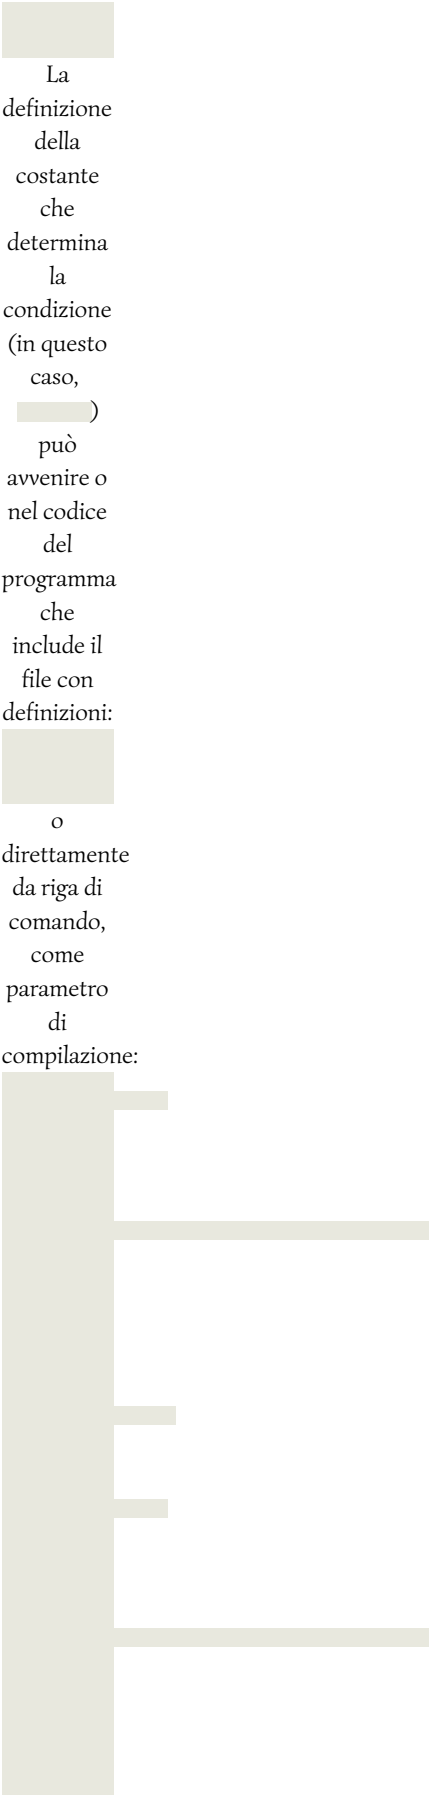 La
definizione
della
costante
che
determina
la
condizione
(in questo
caso,
)
può
avvenire o
nel codice
del
programma
che
include il
file con
definizioni:
o
direttamente
da riga di
comando,
come
parametro
di
compilazione: